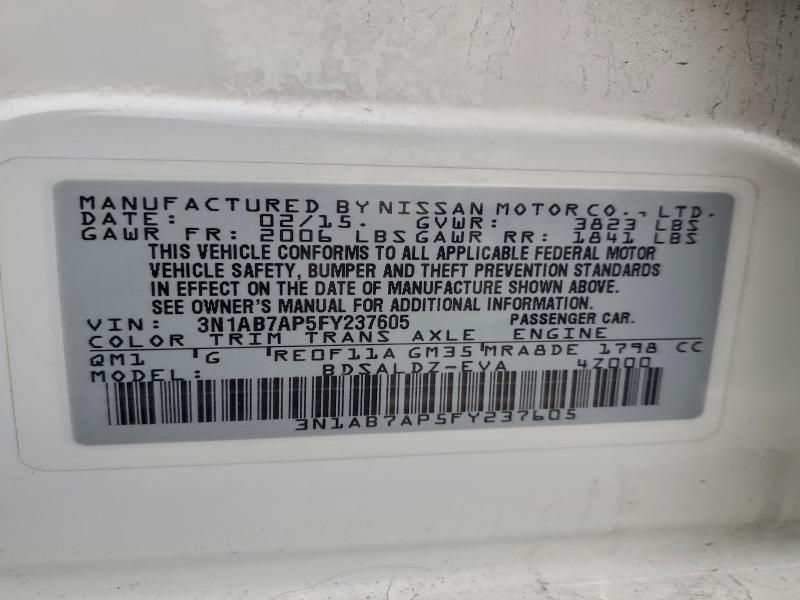 MANUFACTURED BY NISSAN MOTOR CO., LTD.
DATE: 02/15. GVWR: 3823 LBS
GAWR FR: 2006 LBS GAWR RR: 1841 LBS
THIS VEHICLE CONFORMS TO ALL APPLICABLE FEDERAL MOTOR
VEHICLE SAFETY, BUMPER AND THEFT PREVENTION STANDARDS
IN EFFECT ON THE DATE OF MANUFACTURE SHOWN ABOVE.
SEE OWNER'S MANUAL FOR ADDITIONAL INFORMATION.
VIN: 3N1AB7AP5FY237605 PASSENGER CAR.
COLOR TRIM TRANS AXLE ENGINE
QM1 G RE0F11A GM35 MRA8DE 1798 CC
MODEL: BDSALDZ-EVA 4Z000
3N1AB7AP5FY237605